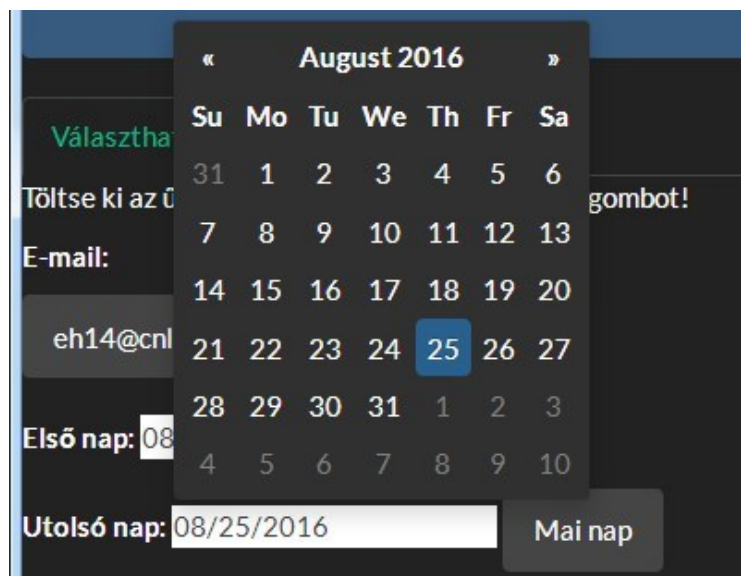 « August 2016 »
Su Mo Tu We Th Fr Sa
31 1 2 3 4 5 6
7 8 9 10 11 12 13
14 15 16 17 18 19 20
21 22 23 24 25 26 27
28 29 30 31 1 2 3
4 5 6 7 8 9 10
Választha
Töltse ki az ű gombot!
E-mail:
eh14@cnl
Első nap: 08
Utolsó nap: 08/25/2016 Mai nap